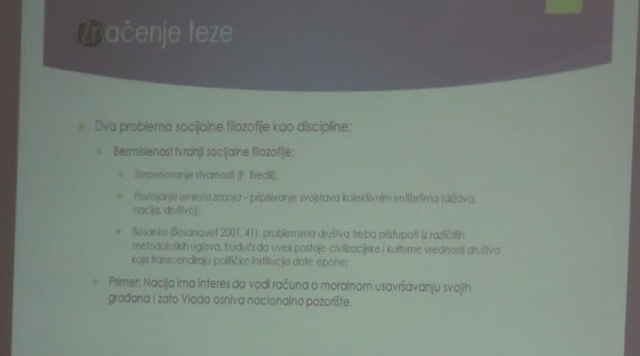 Značenje teze
Dva problema socijalne filozofije kao discipline:
Besmislenost tvrdnji socijalne filozofije:
Stepenovanje stvarnosti (F. Bredli);
Postojanje umesto znanja – pripisivanje svojstava kolektivnim entitetima (država,
nacija, društvo);
Bosanke (Bosanquet 2001, 41): problemima društva treba pristupati iz različitih
metodoloških uglova, budući da uvek postoje civilizacijske i kulturne vrednosti društva
koje transcendiraju političke institucije date epohe;
Primer: Nacija ima interes da vodi računa o moralnom usavršavanju svojih
građana i zato Vlada osniva nacionalno pozorište.